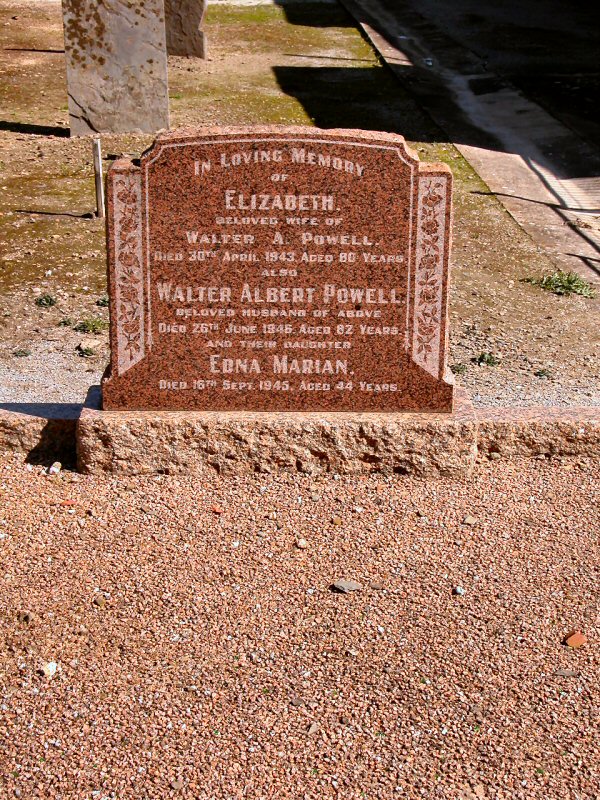 In Loving Memory
of
Elizabeth.
beloved wife of
Walter A. Powell.
Died 30th April 1943, Aged 80 Years.
also
Walter Albert Powell.
beloved husband of above
Died 26th June 1946, Aged 82 Years.
and their daughter
Edna Marian.
Died 16th Sept. 1945, Aged 44 Years.